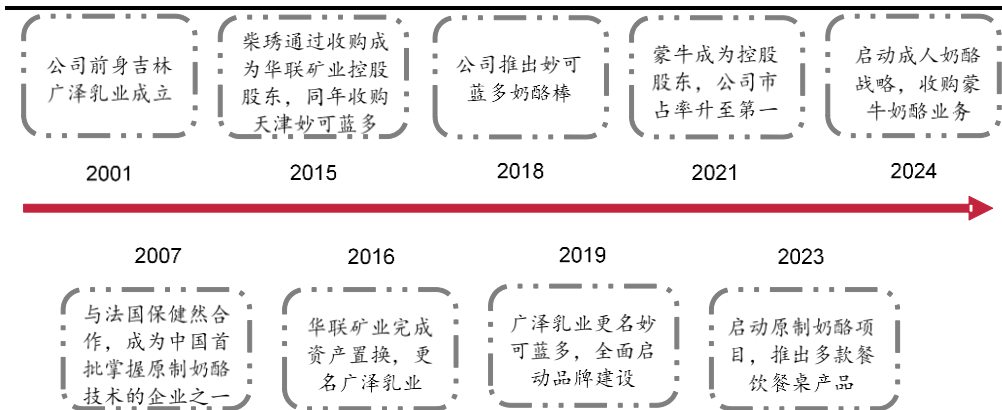 公司前身吉林
广泽乳业成立
柴琇通过收购成
为华联矿业控股
股东，同年收购
天津妙可蓝多
公司推出妙可
蓝多奶酪棒
蒙牛成为控股
股东，公司市
占率升至第一
启动成人奶酪
战略，收购蒙
牛奶酪业务
2001
2015
2018
2021
2024
2007
2016
2019
2023
与法国保健然合
作，成为中国首
批掌握原制奶酪
技术的企业之一
华联矿业完成
资产置换，更
名广泽乳业
广泽乳业更名妙
可蓝多，全面启
动品牌建设
启动原制奶酪项
目，推出多款餐
饮餐桌产品